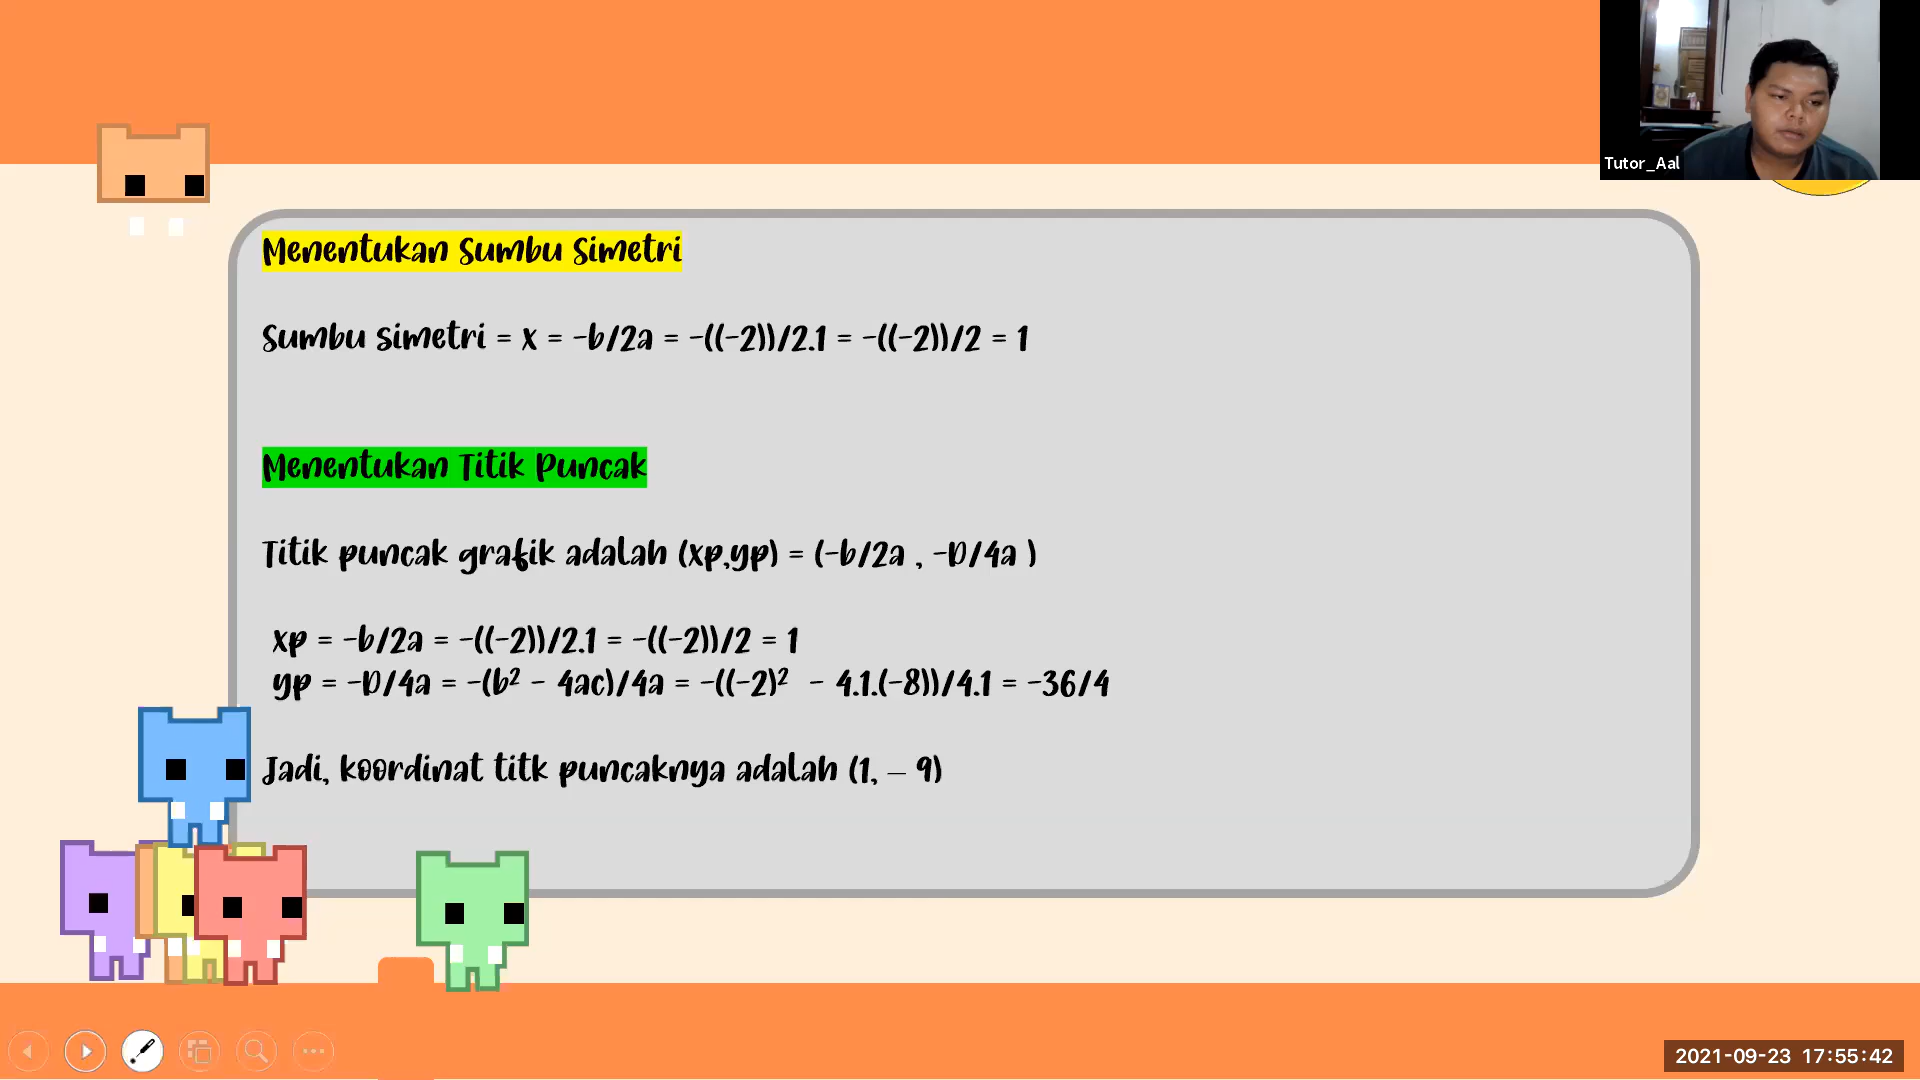 Tutor_Aal
Menentukan Sumbu Simetri
Sumbu simetri = x = -b/2a = -((-2))/2.1 = -((-2))/2 = 1
Menentukan Titik Puncak
Titik puncak grafik adalah (xp,yp) = (-b/2a , -D/4a )
xp = -b/2a = -((-2))/2.1 = -((-2))/2 = 1
yp = -D/4a = -(b² - 4ac)/4a = -((-2)² - 4.1.(-8))/4.1 = -36/4
Jadi, koordinat titk puncaknya adalah (1, – 9)
2021-09-23 17:55:42